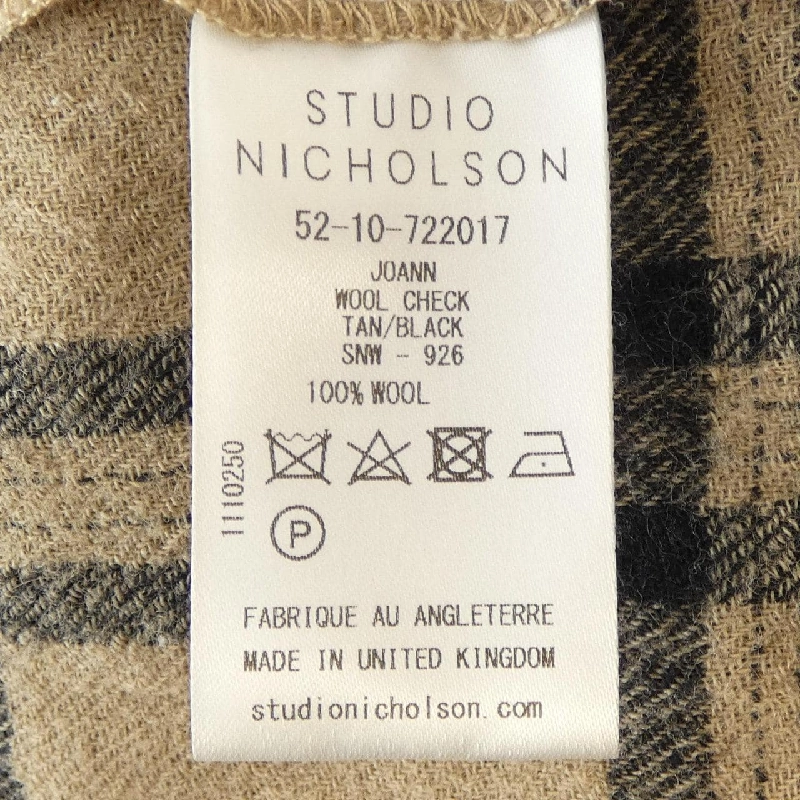 STUDIO
NICHOLSON
52-10-722017
JOANN
WOOL CHECK
TAN/BLACK
SNW - 926
100% WOOL
1110250
P
FABRIQUE AU ANGLETERRE
MADE IN UNITED KINGDOM
studionicholson.com